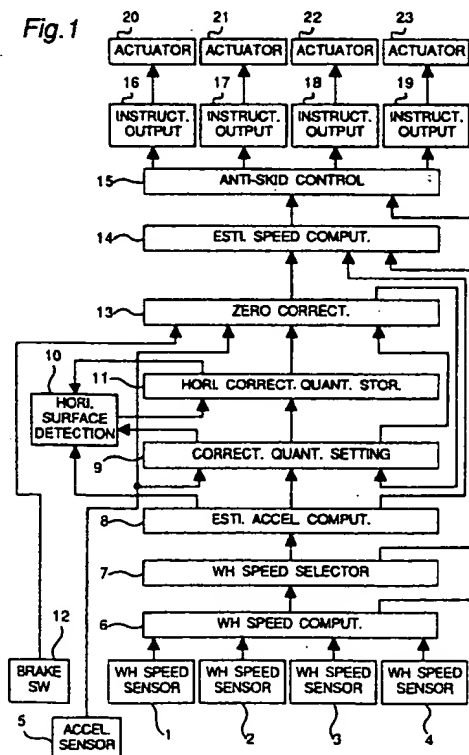 Fig.1
20 21 22 23
ACTUATOR ACTUATOR ACTUATOR ACTUATOR
16 17 18 19
INSTRUCT. OUTPUT
INSTRUCT. OUTPUT
INSTRUCT. OUTPUT
INSTRUCT. OUTPUT
15 ANTI-SKID CONTROL
14 ESTI. SPEED COMPUT.
13 ZERO CORRECT.
10
HORI. SURFACE DETECTION
11 HORI. CORRECT. QUANT. STOR.
9 CORRECT. QUANT. SETTING
8 ESTI. ACCEL. COMPUT.
7 WH SPEED SELECTOR
6 WH SPEED COMPUT.
12
BRAKE SW
WH SPEED SENSOR
WH SPEED SENSOR
WH SPEED SENSOR
WH SPEED SENSOR
1 2 3 4
5
ACCEL. SENSOR